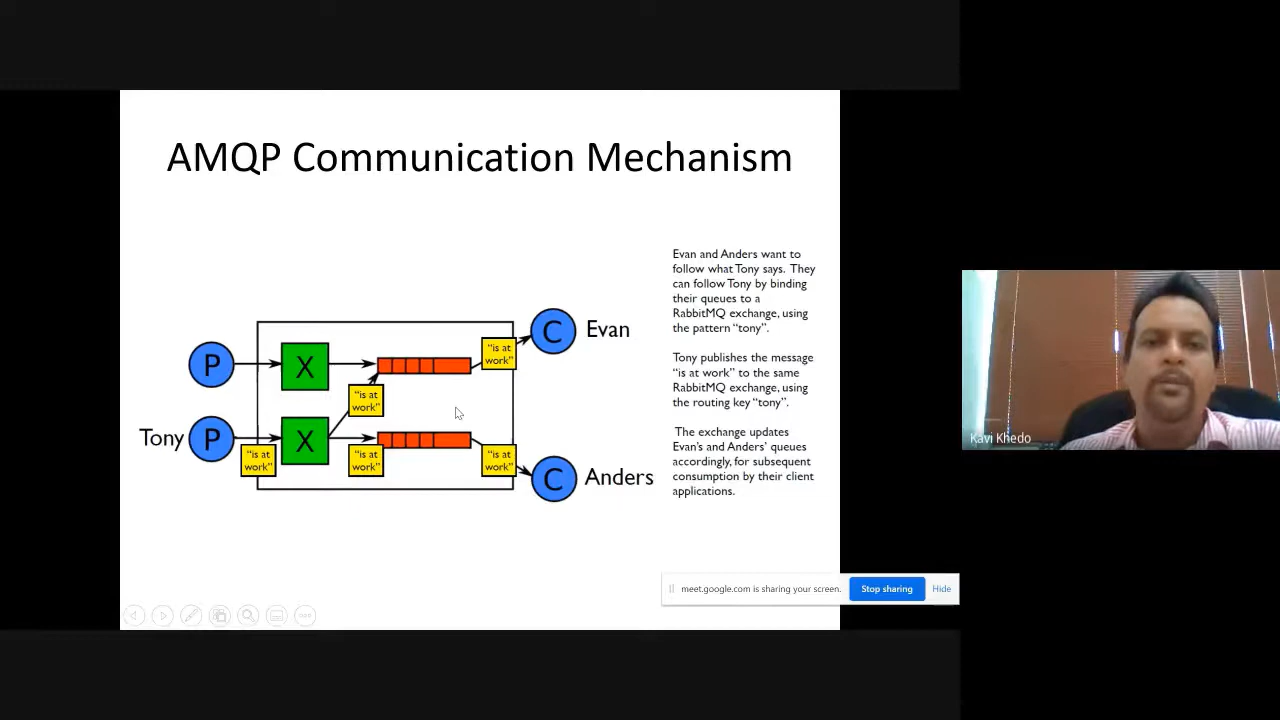 AMQP Communication Mechanism
Evan and Anders want to
follow what Tony says. They
can follow Tony by binding
their queues to a
RabbitMQ exchange, using
the pattern “tony”.
Tony publishes the message
“is at work” to the same
RabbitMQ exchange, using
the routing key “tony”.
The exchange updates
Evan’s and Anders’ queues
accordingly, for subsequent
consumption by their client
applications.
P
X
“is at
work”
C
Evan
“is at
work”
Tony
P
X
“is at
work”
“is at
work”
“is at
work”
C
Anders
Kavi Khedo
meet.google.com is sharing your screen.
Stop sharing
Hide